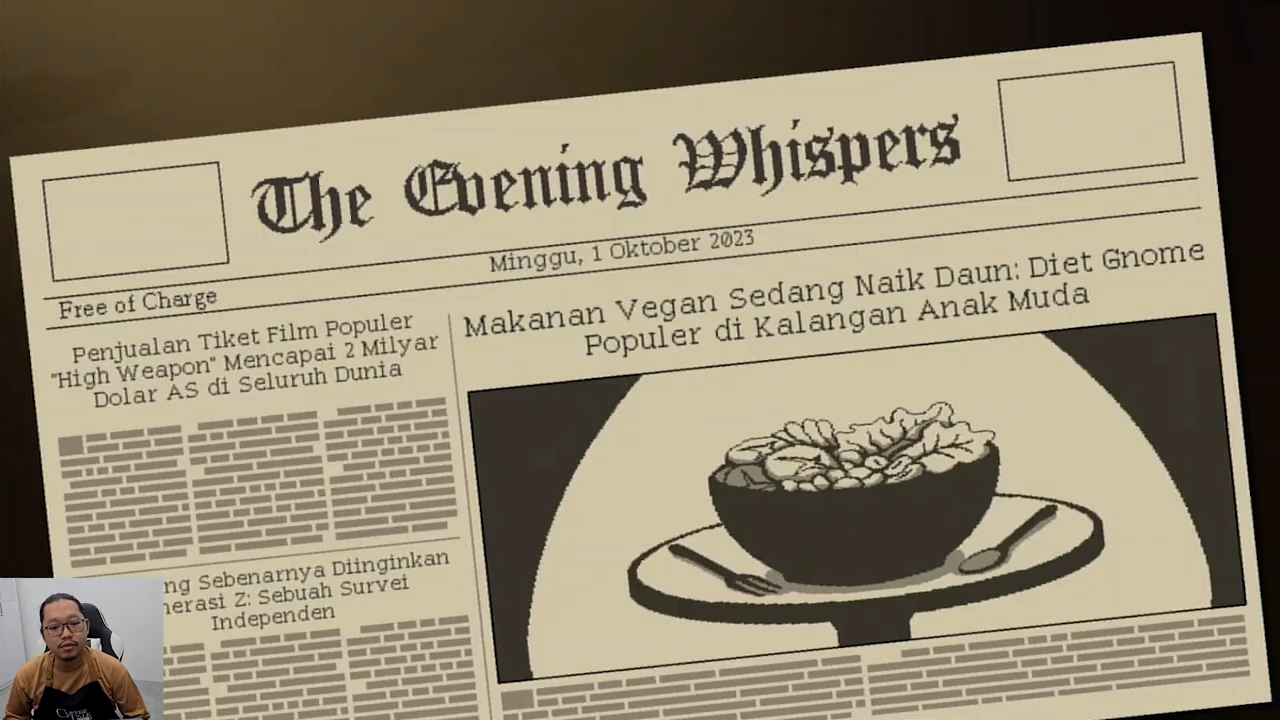 The Evening Whispers
Minggu, 1 Oktober 2023
Free of Charge
Penjualan Tiket Film Populer
"High Weapon" Mencapai 2 Milyar
Dolar AS di Seluruh Dunia
Makanan Vegan Sedang Naik Daun: Diet Gnome
Populer di Kalangan Anak Muda
Sebenarnya Diinginkan
Z: Sebuah Survei
Independen